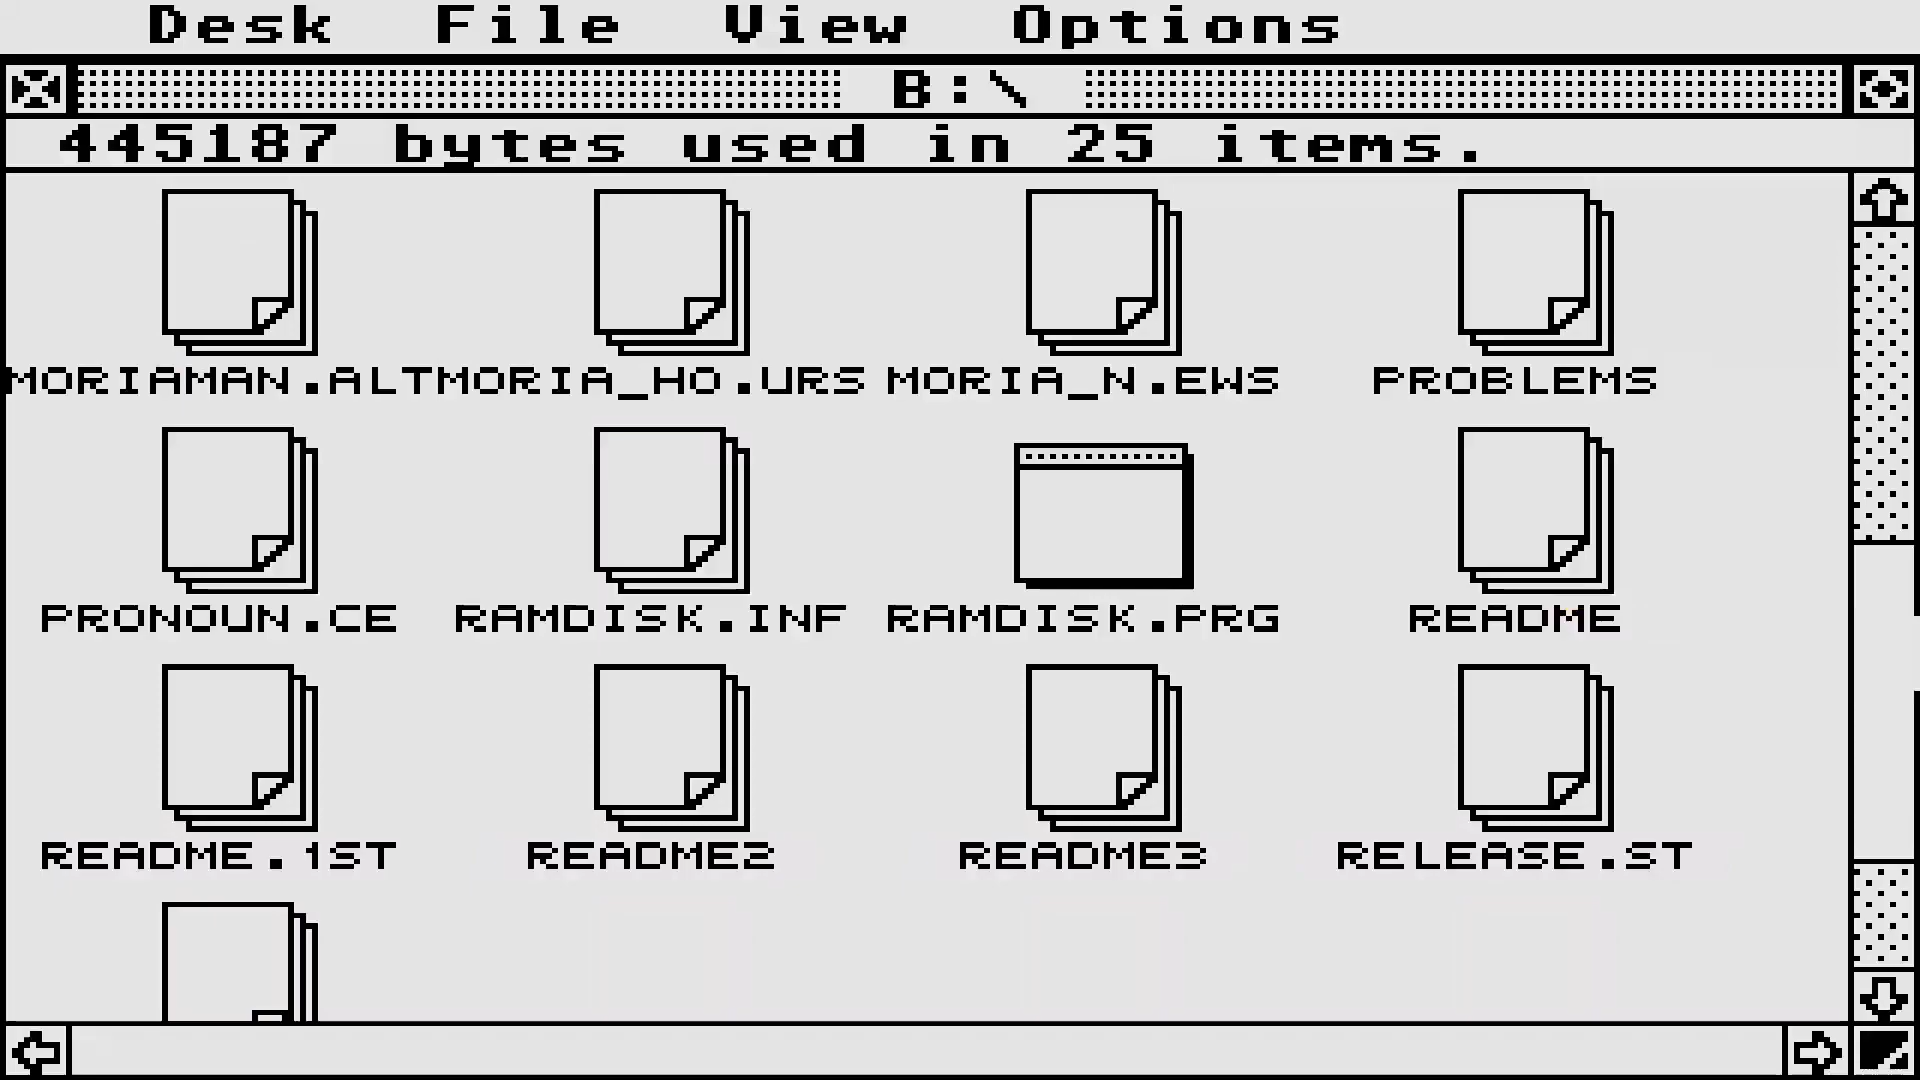 Desk File View Options
B:\
445187 bytes used in 25 items.
MORIAMAN.ALT MORIA_HO.URS MORIA_N.EWS PROBLEMS
PRONOUN.CE RAMDISK.INF RAMDISK.PRG README
README.1ST README2 README3 RELEASE.ST